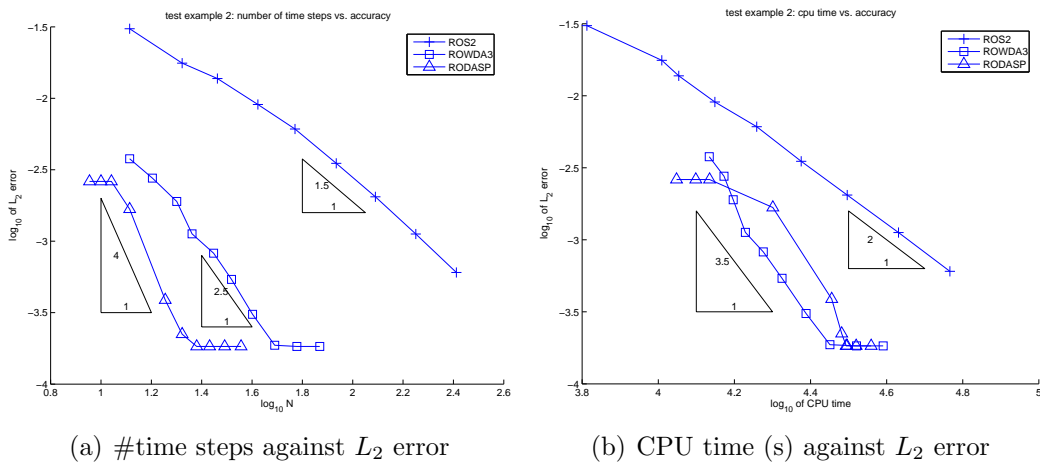 test example 2: number of time steps vs. accuracy
−1.5
−2
−2.5
−3
−3.5
−4
log10 of L2 error
ROS2
ROWDA3
RODASP
1.5
1
4
1
2.5
1
0.8
1
1.2
1.4
1.6
1.8
2
2.2
2.4
2.6
log10 N
(a) #time steps against L2 error
test example 2: cpu time vs. accuracy
−1.5
−2
−2.5
−3
−3.5
−4
log10 of L2 error
ROS2
ROWDA3
RODASP
2
1
3.5
1
3.8
4
4.2
4.4
4.6
4.8
5
log10 of CPU time
(b) CPU time (s) against L2 error